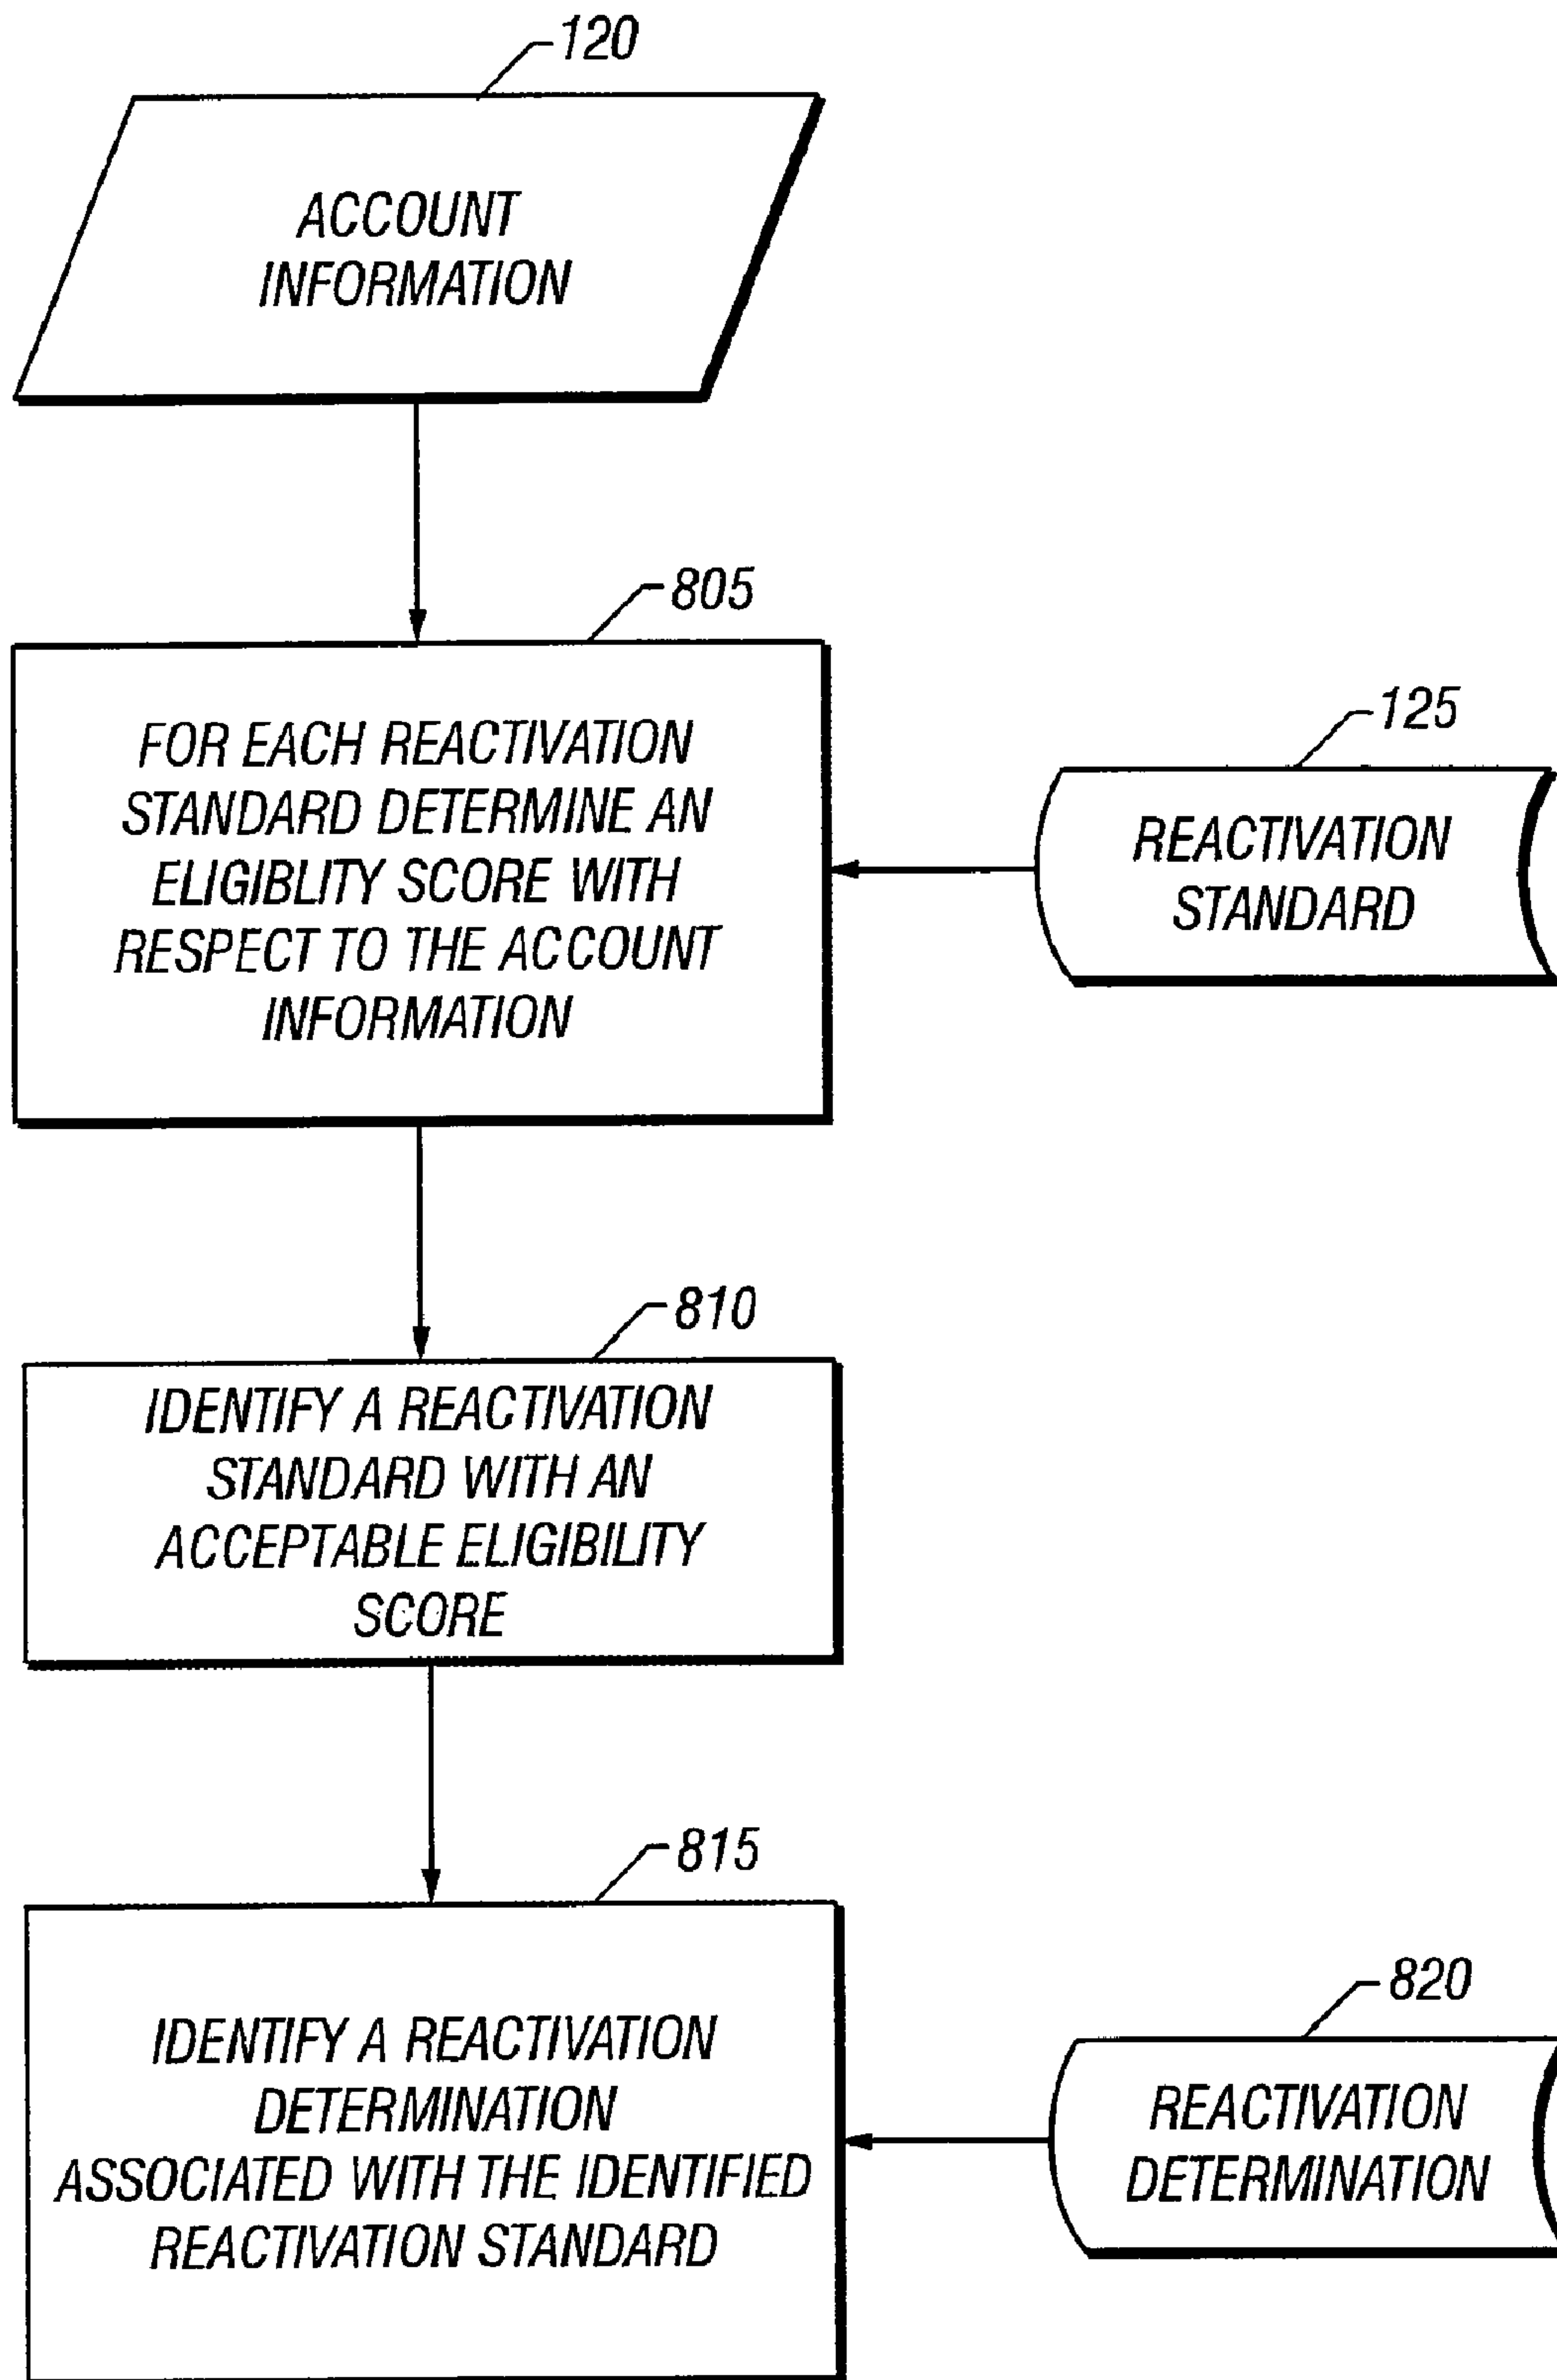 120
ACCOUNT
INFORMATION
805
FOR EACH REACTIVATION
STANDARD DETERMINE AN
ELIGIBLITY SCORE WITH
RESPECT TO THE ACCOUNT
INFORMATION
125
REACTIVATION
STANDARD
810
IDENTIFY A REACTIVATION
STANDARD WITH AN
ACCEPTABLE ELIGIBILITY
SCORE
815
IDENTIFY A REACTIVATION
DETERMINATION
ASSOCIATED WITH THE IDENTIFIED
REACTIVATION STANDARD
820
REACTIVATION
DETERMINATION